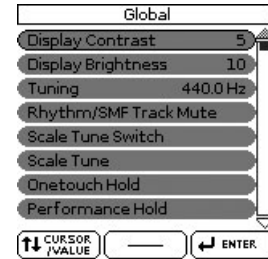 Global
Display Contrast 5
Display Brightness 10
Tuning 440.0 Hz
Rhythm/SMF Track Mute
Scale Tune Switch
Scale Tune
Onetouch Hold
Performance Hold
CURSOR
/VALUE
ENTER